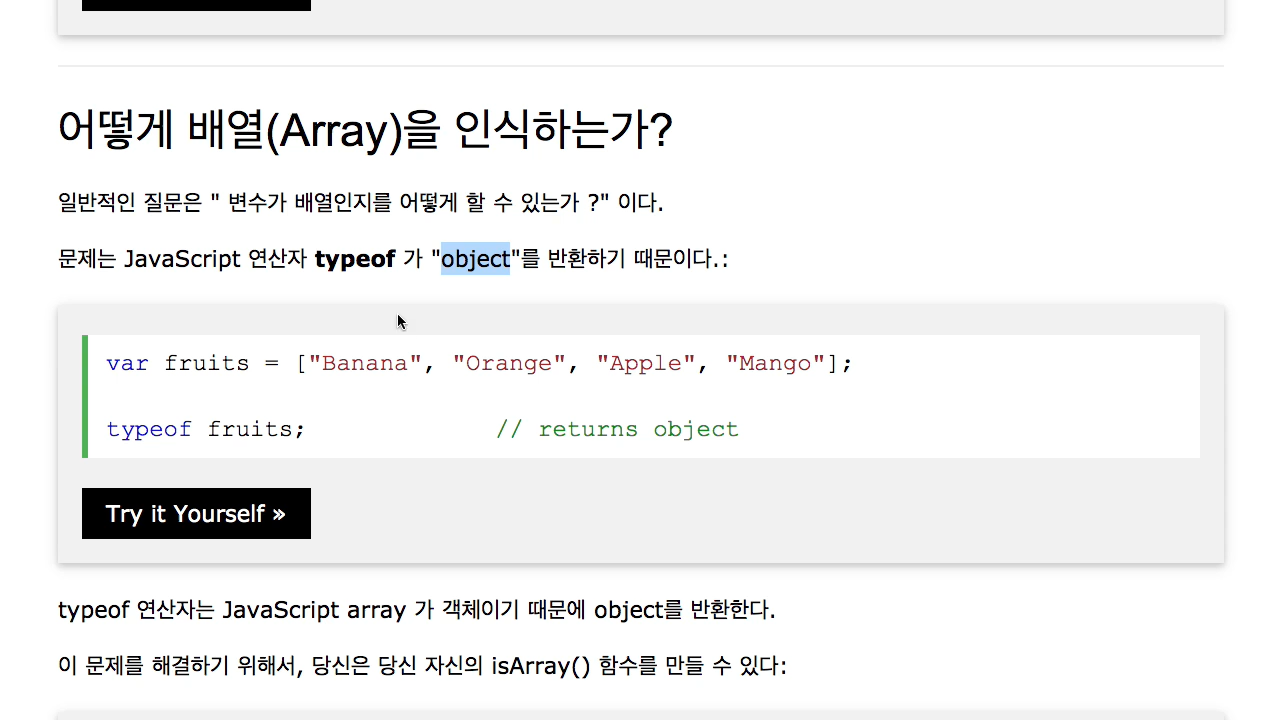 어떻게 배열(Array)을 인식하는가?
일반적인 질문은 " 변수가 배열인지를 어떻게 할 수 있는가 ?" 이다.
문제는 JavaScript 연산자 typeof 가 "object"를 반환하기 때문이다.:
var fruits = ["Banana", "Orange", "Apple", "Mango"];
typeof fruits; // returns object
Try it Yourself »
typeof 연산자는 JavaScript array 가 객체이기 때문에 object를 반환한다.
이 문제를 해결하기 위해서, 당신은 당신 자신의 isArray() 함수를 만들 수 있다: